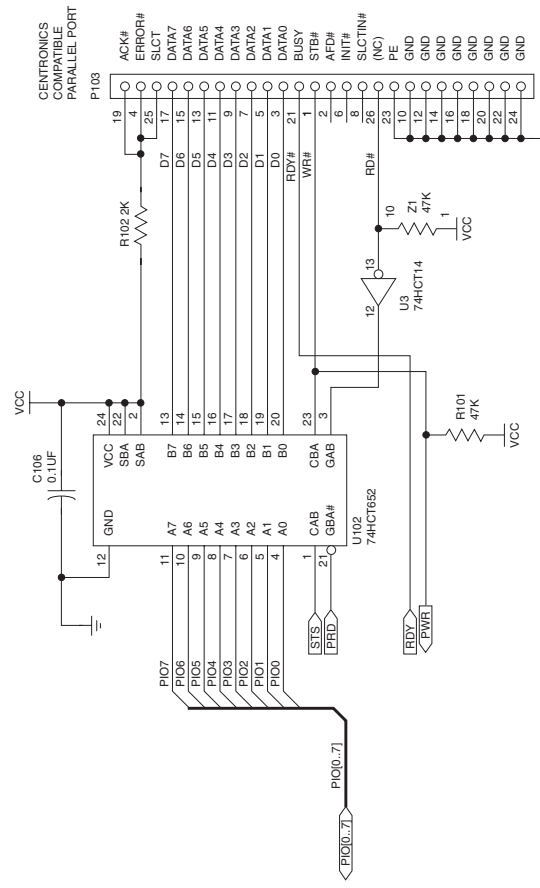 CENTRONICS
COMPATIBLE
PARALLEL PORT
P103
19 ACK#
4 ERROR#
25 SLCT
17 DATA7
15 DATA6
13 DATA5
11 DATA4
9 DATA3
7 DATA2
5 DATA1
3 DATA0
21 BUSY
1 STB#
2 AFD#
6 INIT#
8 SLCTIN#
26 (NC)
23 PE
10 GND
12 GND
14 GND
16 GND
18 GND
20 GND
22 GND
24 GND
R102 2K
D7
D6
D5
D4
D3
D2
D1
D0
RDY#
WR#
RD#
10
Z1
47K
1
VCC
13
12
U3
74HCT14
VCC
C106
0.1UF
24 VCC
22 SBA
2 SAB
12 GND
13 B7
14 B6
15 B5
16 B4
17 B3
18 B2
19 B1
20 B0
23 CBA
3 GAB
11 A7
10 A6
9 A5
8 A4
7 A3
6 A2
5 A1
4 A0
1 CAB
21 GBA#
U102
74HCT652
R101
47K
VCC
PIO7
PIO6
PIO5
PIO4
PIO3
PIO2
PIO1
PIO0
STS
PRD
RDY
PWR
PIO[0..7]
PIO[0..7]